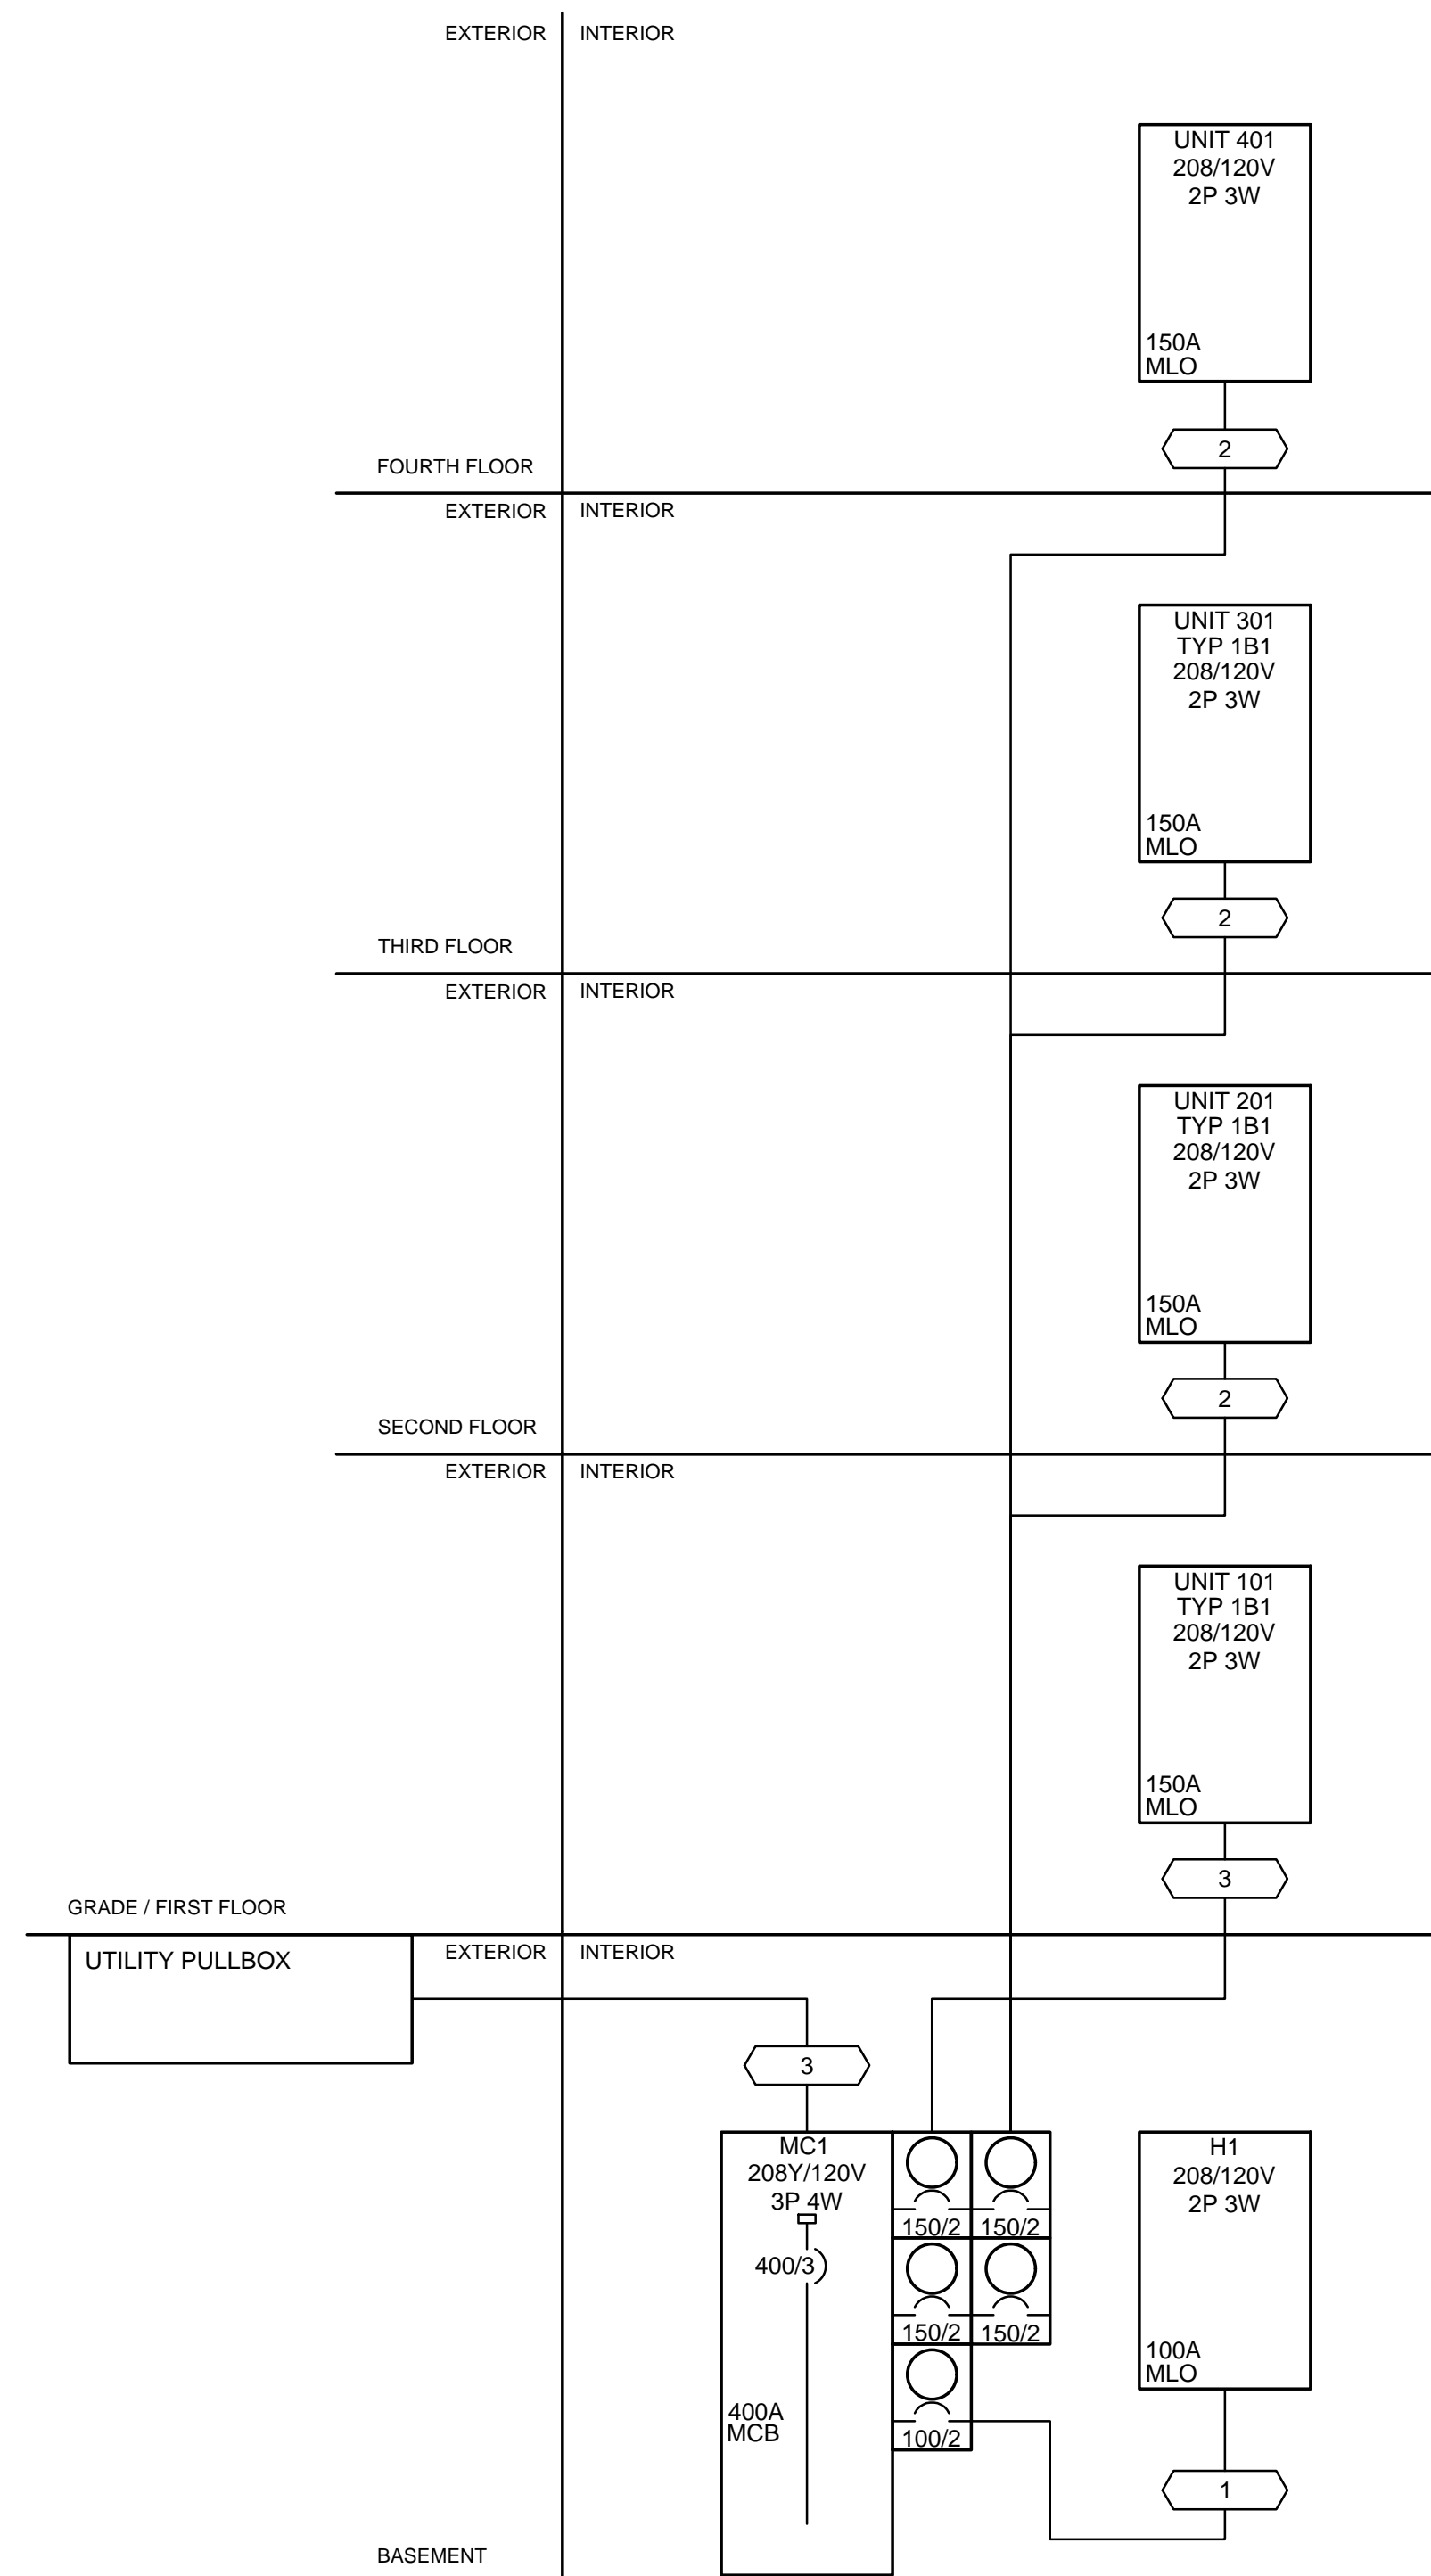 EXTERIOR INTERIOR
UNIT 401
208/120V
2P 3W
150A
MLO
2
FOURTH FLOOR
EXTERIOR INTERIOR
UNIT 301
TYP 1B1
208/120V
2P 3W
150A
MLO
2
THIRD FLOOR
EXTERIOR INTERIOR
UNIT 201
TYP 1B1
208/120V
2P 3W
150A
MLO
2
SECOND FLOOR
EXTERIOR INTERIOR
UNIT 101
TYP 1B1
208/120V
2P 3W
150A
MLO
3
GRADE / FIRST FLOOR
UTILITY PULLBOX
EXTERIOR INTERIOR
3
MC1
208Y/120V
3P 4W
400/3
400A
MCB
150/2 150/2
150/2 150/2
100/2
H1
208/120V
2P 3W
100A
MLO
1
BASEMENT